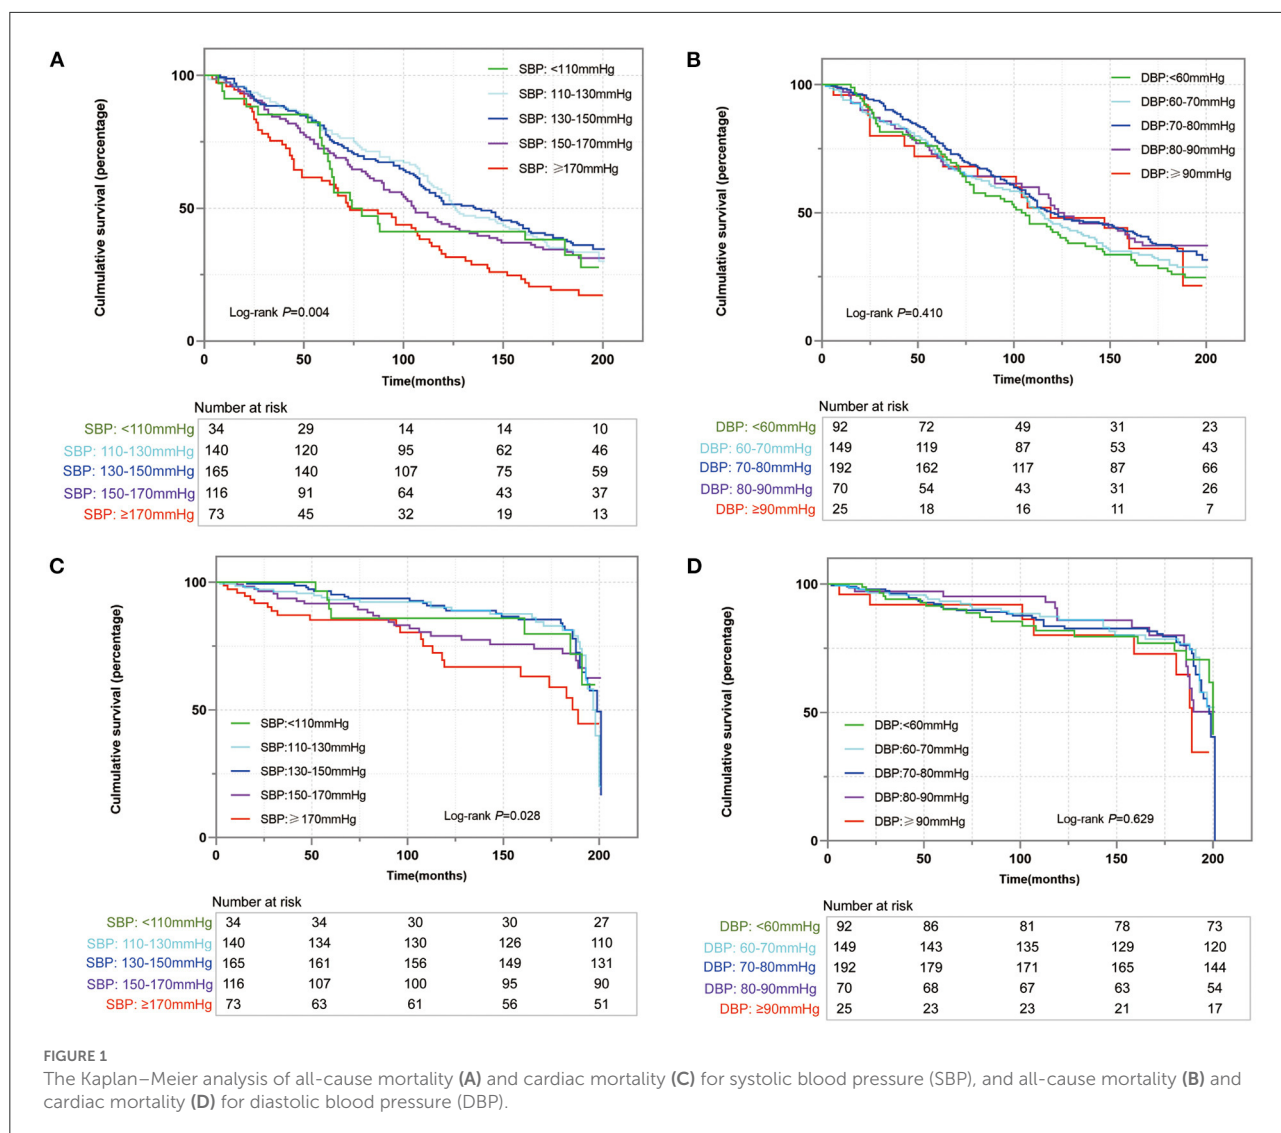 A
Culmulative survival (percentage)
100
50
0
SBP: <110mmHg
SBP: 110-130mmHg
SBP: 130-150mmHg
SBP: 150-170mmHg
SBP: ≥170mmHg
Log-rank P=0.004
0 50 100 150 200
Time(months)
Number at risk
SBP: <110mmHg 34 29 14 14 10
SBP: 110-130mmHg 140 120 95 62 46
SBP: 130-150mmHg 165 140 107 75 59
SBP: 150-170mmHg 116 91 64 43 37
SBP: ≥170mmHg 73 45 32 19 13
B
Culmulative survival (percentage)
100
50
0
DBP:<60mmHg
DBP:60-70mmHg
DBP:70-80mmHg
DBP:80-90mmHg
DBP:≥90mmHg
Log-rank P=0.410
0 50 100 150 200
Time(months)
Number at risk
DBP: <60mmHg 92 72 49 31 23
DBP: 60-70mmHg 149 119 87 53 43
DBP: 70-80mmHg 192 162 117 87 66
DBP: 80-90mmHg 70 54 43 31 26
DBP: ≥90mmHg 25 18 16 11 7
C
Culmulative survival (percentage)
100
50
0
SBP:<110mmHg
SBP:110-130mmHg
SBP:130-150mmHg
SBP:150-170mmHg
SBP:≥170mmHg
Log-rank P=0.028
0 50 100 150 200
Time(months)
Number at risk
SBP: <110mmHg 34 34 30 30 27
SBP: 110-130mmHg 140 134 130 126 110
SBP: 130-150mmHg 165 161 156 149 131
SBP: 150-170mmHg 116 107 100 95 90
SBP: ≥170mmHg 73 63 61 56 51
D
Culmulative survival (percentage)
100
50
0
DBP:<60mmHg
DBP:60-70mmHg
DBP:70-80mmHg
DBP:80-90mmHg
DBP:≥90mmHg
Log-rank P=0.629
0 50 100 150 200
Time(months)
Number at risk
DBP: <60mmHg 92 86 81 78 73
DBP: 60-70mmHg 149 143 135 129 120
DBP: 70-80mmHg 192 179 171 165 144
DBP: 80-90mmHg 70 68 67 63 54
DBP: ≥90mmHg 25 23 23 21 17
FIGURE 1
The Kaplan–Meier analysis of all-cause mortality (A) and cardiac mortality (C) for systolic blood pressure (SBP), and all-cause mortality (B) and
cardiac mortality (D) for diastolic blood pressure (DBP).